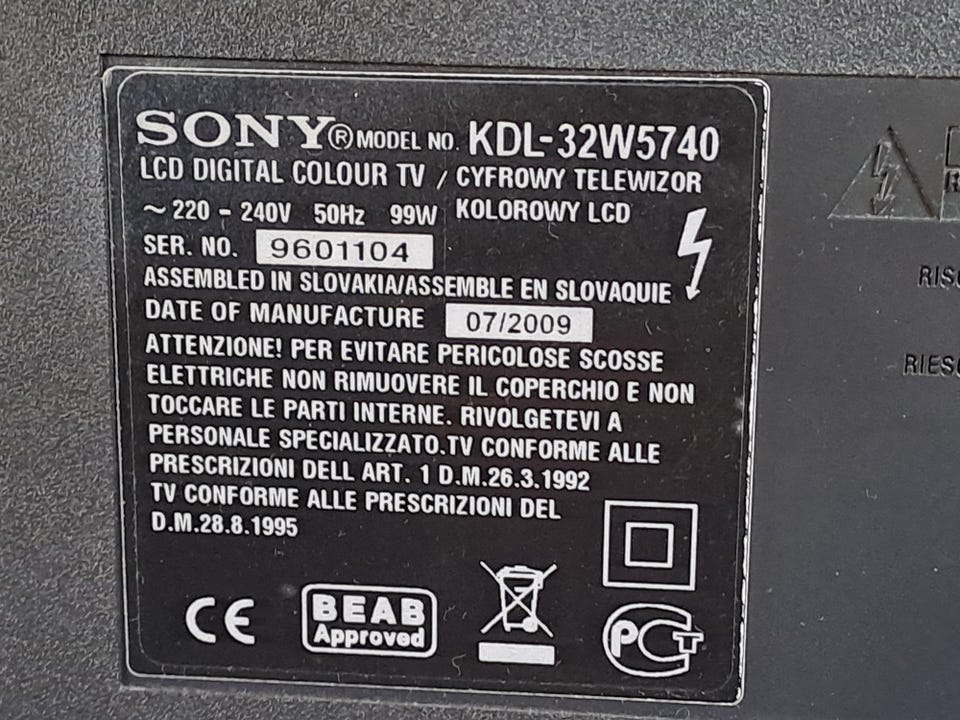 SONY® MODEL NO. KDL-32W5740
LCD DIGITAL COLOUR TV / CYFROWY TELEWIZOR
~ 220 - 240V 50Hz 99W KOLOROWY LCD
SER. NO. 9601104
ASSEMBLED IN SLOVAKIA/ASSEMBLE EN SLOVAQUIE
DATE OF MANUFACTURE 07/2009
ATTENZIONE! PER EVITARE PERICOLOSE SCOSSE
ELETTRICHE NON RIMUOVERE IL COPERCHIO E NON
TOCCARE LE PARTI INTERNE. RIVOLGETEVI A
PERSONALE SPECIALIZZATO.TV CONFORME ALLE
PRESCRIZIONI DELL ART. 1 D.M.26.3.1992
TV CONFORME ALLE PRESCRIZIONI DEL
D.M.28.8.1995
CE
BEAB
Approved
PCT